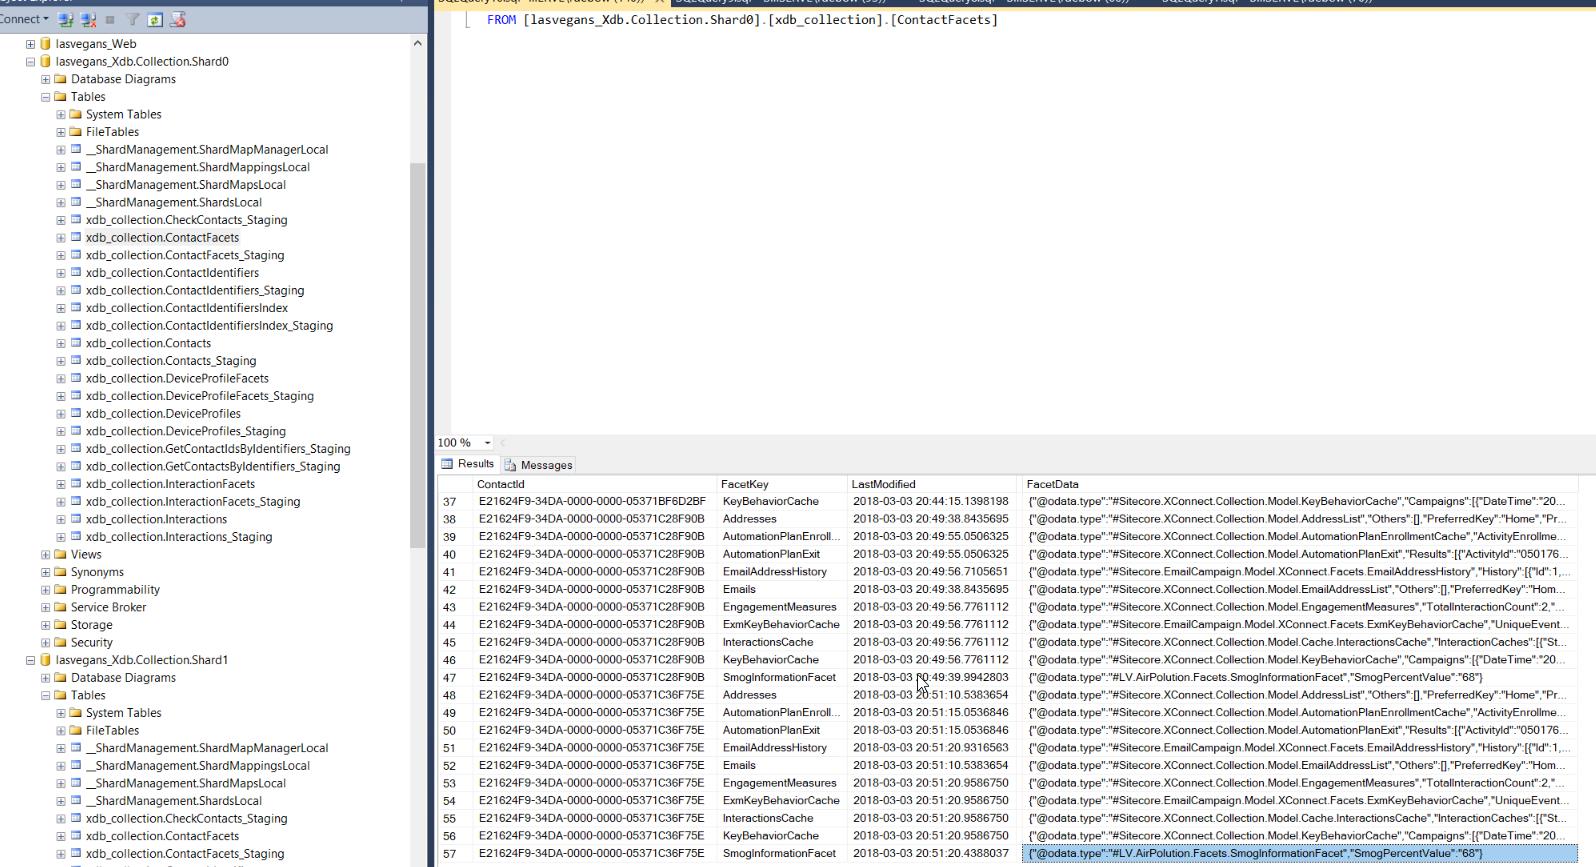 Connect
lasvegans_Web
lasvegans_Xdb.Collection.Shard0
Database Diagrams
Tables
System Tables
FileTables
__ShardManagement.ShardMapManagerLocal
__ShardManagement.ShardMappingsLocal
__ShardManagement.ShardMapsLocal
__ShardManagement.ShardsLocal
xdb_collection.CheckContacts_Staging
xdb_collection.ContactFacets
xdb_collection.ContactFacets_Staging
xdb_collection.ContactIdentifiers
xdb_collection.ContactIdentifiers_Staging
xdb_collection.ContactIdentifiersIndex
xdb_collection.ContactIdentifiersIndex_Staging
xdb_collection.Contacts
xdb_collection.Contacts_Staging
xdb_collection.DeviceProfileFacets
xdb_collection.DeviceProfileFacets_Staging
xdb_collection.DeviceProfiles
xdb_collection.DeviceProfiles_Staging
xdb_collection.GetContactIdsByIdentifiers_Staging
xdb_collection.GetContactsByIdentifiers_Staging
xdb_collection.InteractionFacets
xdb_collection.InteractionFacets_Staging
xdb_collection.Interactions
xdb_collection.Interactions_Staging
Views
Synonyms
Programmability
Service Broker
Storage
Security
lasvegans_Xdb.Collection.Shard1
Database Diagrams
Tables
System Tables
FileTables
__ShardManagement.ShardMapManagerLocal
__ShardManagement.ShardMappingsLocal
__ShardManagement.ShardMapsLocal
__ShardManagement.ShardsLocal
xdb_collection.CheckContacts_Staging
xdb_collection.ContactFacets
xdb_collection.ContactFacets_Staging
FROM [lasvegans_Xdb.Collection.Shard0].[xdb_collection].[ContactFacets]
100 %
Results Messages
ContactId FacetKey LastModified FacetData
37 E21624F9-34DA-0000-0000-05371BF6D2BF KeyBehaviorCache 2018-03-03 20:44:15.1398198 {"@odata.type":"#Sitecore.XConnect.Collection.Model.KeyBehaviorCache","Campaigns":[{"DateTime":"20...
38 E21624F9-34DA-0000-0000-05371C28F90B Addresses 2018-03-03 20:49:38.8435695 {"@odata.type":"#Sitecore.XConnect.Collection.Model.AddressList","Others":[],"PreferredKey":"Home","Pr...
39 E21624F9-34DA-0000-0000-05371C28F90B AutomationPlanEnroll... 2018-03-03 20:49:55.0506325 {"@odata.type":"#Sitecore.XConnect.Collection.Model.AutomationPlanEnrollmentCache","ActivityEnrollme...
40 E21624F9-34DA-0000-0000-05371C28F90B AutomationPlanExit 2018-03-03 20:49:55.0506325 {"@odata.type":"#Sitecore.XConnect.Collection.Model.AutomationPlanExit","Results":[{"ActivityId":"050176...
41 E21624F9-34DA-0000-0000-05371C28F90B EmailAddressHistory 2018-03-03 20:49:56.7105651 {"@odata.type":"#Sitecore.EmailCampaign.Model.XConnect.Facets.EmailAddressHistory","History":[{"Id":1,...
42 E21624F9-34DA-0000-0000-05371C28F90B Emails 2018-03-03 20:49:38.8435695 {"@odata.type":"#Sitecore.XConnect.Collection.Model.EmailAddressList","Others":[],"PreferredKey":"Hom...
43 E21624F9-34DA-0000-0000-05371C28F90B EngagementMeasures 2018-03-03 20:49:56.7761112 {"@odata.type":"#Sitecore.XConnect.Collection.Model.EngagementMeasures","TotalInteractionCount":2,"...
44 E21624F9-34DA-0000-0000-05371C28F90B ExmKeyBehaviorCache 2018-03-03 20:49:56.7761112 {"@odata.type":"#Sitecore.EmailCampaign.Model.XConnect.Facets.ExmKeyBehaviorCache","UniqueEvent...
45 E21624F9-34DA-0000-0000-05371C28F90B InteractionsCache 2018-03-03 20:49:56.7761112 {"@odata.type":"#Sitecore.XConnect.Collection.Model.Cache.InteractionsCache","InteractionCaches":[{"St...
46 E21624F9-34DA-0000-0000-05371C28F90B KeyBehaviorCache 2018-03-03 20:49:56.7761112 {"@odata.type":"#Sitecore.XConnect.Collection.Model.KeyBehaviorCache","Campaigns":[{"DateTime":"20...
47 E21624F9-34DA-0000-0000-05371C28F90B SmogInformationFacet 2018-03-03 20:49:39.9942803 {"@odata.type":"#LV.AirPolution.Facets.SmogInformationFacet","SmogPercentValue":"68"}
48 E21624F9-34DA-0000-0000-05371C36F75E Addresses 2018-03-03 20:51:10.5383654 {"@odata.type":"#Sitecore.XConnect.Collection.Model.AddressList","Others":[],"PreferredKey":"Home","Pr...
49 E21624F9-34DA-0000-0000-05371C36F75E AutomationPlanEnroll... 2018-03-03 20:51:15.0536846 {"@odata.type":"#Sitecore.XConnect.Collection.Model.AutomationPlanEnrollmentCache","ActivityEnrollme...
50 E21624F9-34DA-0000-0000-05371C36F75E AutomationPlanExit 2018-03-03 20:51:15.0536846 {"@odata.type":"#Sitecore.XConnect.Collection.Model.AutomationPlanExit","Results":[{"ActivityId":"050176...
51 E21624F9-34DA-0000-0000-05371C36F75E EmailAddressHistory 2018-03-03 20:51:20.9316563 {"@odata.type":"#Sitecore.EmailCampaign.Model.XConnect.Facets.EmailAddressHistory","History":[{"Id":1,...
52 E21624F9-34DA-0000-0000-05371C36F75E Emails 2018-03-03 20:51:10.5383654 {"@odata.type":"#Sitecore.XConnect.Collection.Model.EmailAddressList","Others":[],"PreferredKey":"Hom...
53 E21624F9-34DA-0000-0000-05371C36F75E EngagementMeasures 2018-03-03 20:51:20.9586750 {"@odata.type":"#Sitecore.XConnect.Collection.Model.EngagementMeasures","TotalInteractionCount":2,"...
54 E21624F9-34DA-0000-0000-05371C36F75E ExmKeyBehaviorCache 2018-03-03 20:51:20.9586750 {"@odata.type":"#Sitecore.EmailCampaign.Model.XConnect.Facets.ExmKeyBehaviorCache","UniqueEvent...
55 E21624F9-34DA-0000-0000-05371C36F75E InteractionsCache 2018-03-03 20:51:20.9586750 {"@odata.type":"#Sitecore.XConnect.Collection.Model.Cache.InteractionsCache","InteractionCaches":[{"St...
56 E21624F9-34DA-0000-0000-05371C36F75E KeyBehaviorCache 2018-03-03 20:51:20.9586750 {"@odata.type":"#Sitecore.XConnect.Collection.Model.KeyBehaviorCache","Campaigns":[{"DateTime":"20...
57 E21624F9-34DA-0000-0000-05371C36F75E SmogInformationFacet 2018-03-03 20:51:20.4388037 {"@odata.type":"#LV.AirPolution.Facets.SmogInformationFacet","SmogPercentValue":"68"}